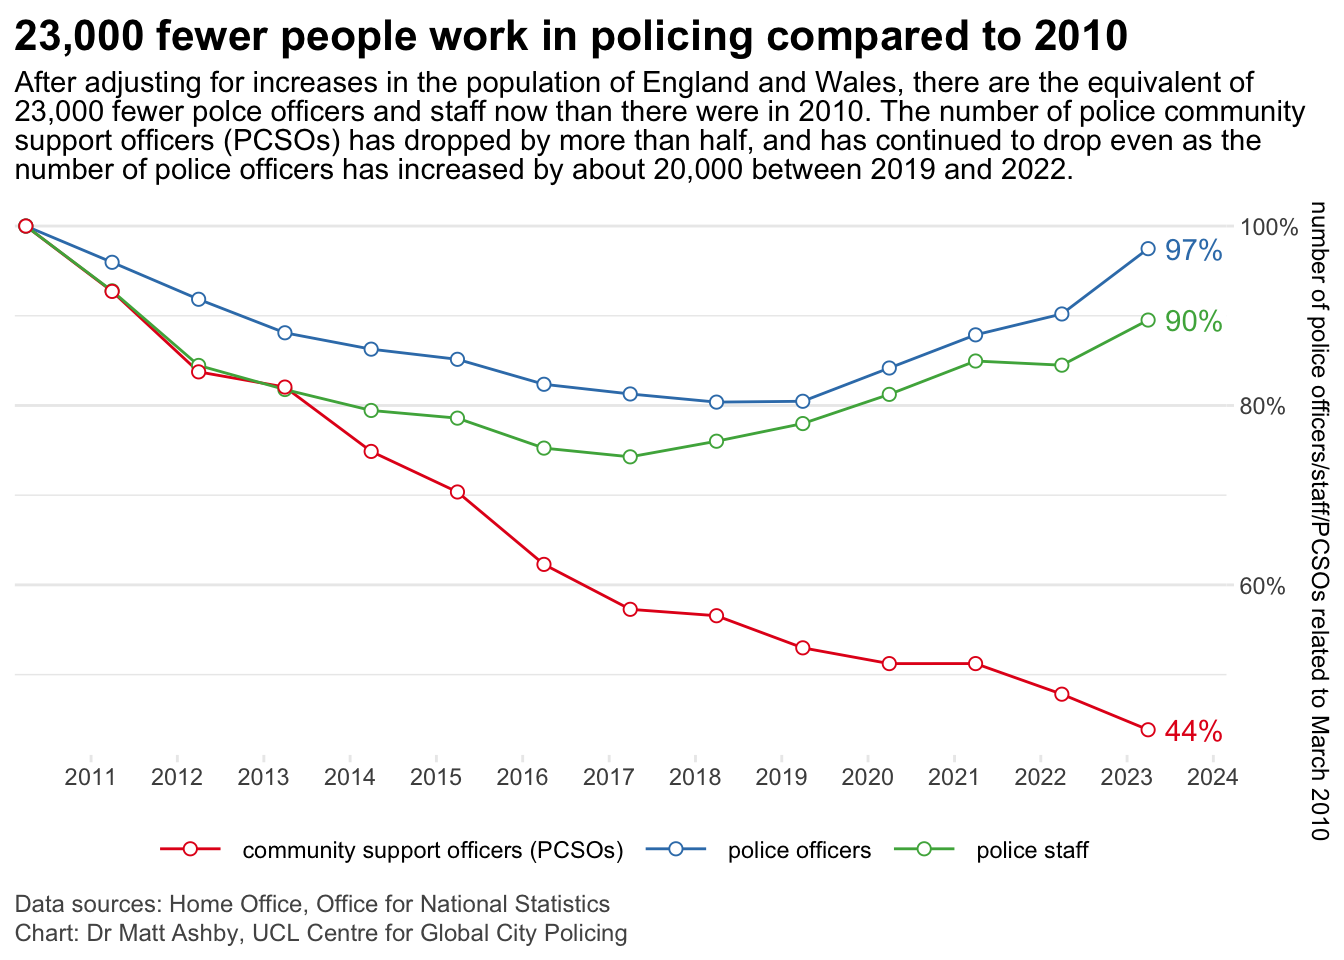 23,000 fewer people work in policing compared to 2010
After adjusting for increases in the population of England and Wales, there are the equivalent of
23,000 fewer polce officers and staff now than there were in 2010. The number of police community
support officers (PCSOs) has dropped by more than half, and has continued to drop even as the
number of police officers has increased by about 20,000 between 2019 and 2022.
100%
97%
90%
80%
60%
44%
number of police officers/staff/PCSOs related to March 2010
2011 2012 2013 2014 2015 2016 2017 2018 2019 2020 2021 2022 2023 2024
community support officers (PCSOs) police officers police staff
Data sources: Home Office, Office for National Statistics
Chart: Dr Matt Ashby, UCL Centre for Global City Policing